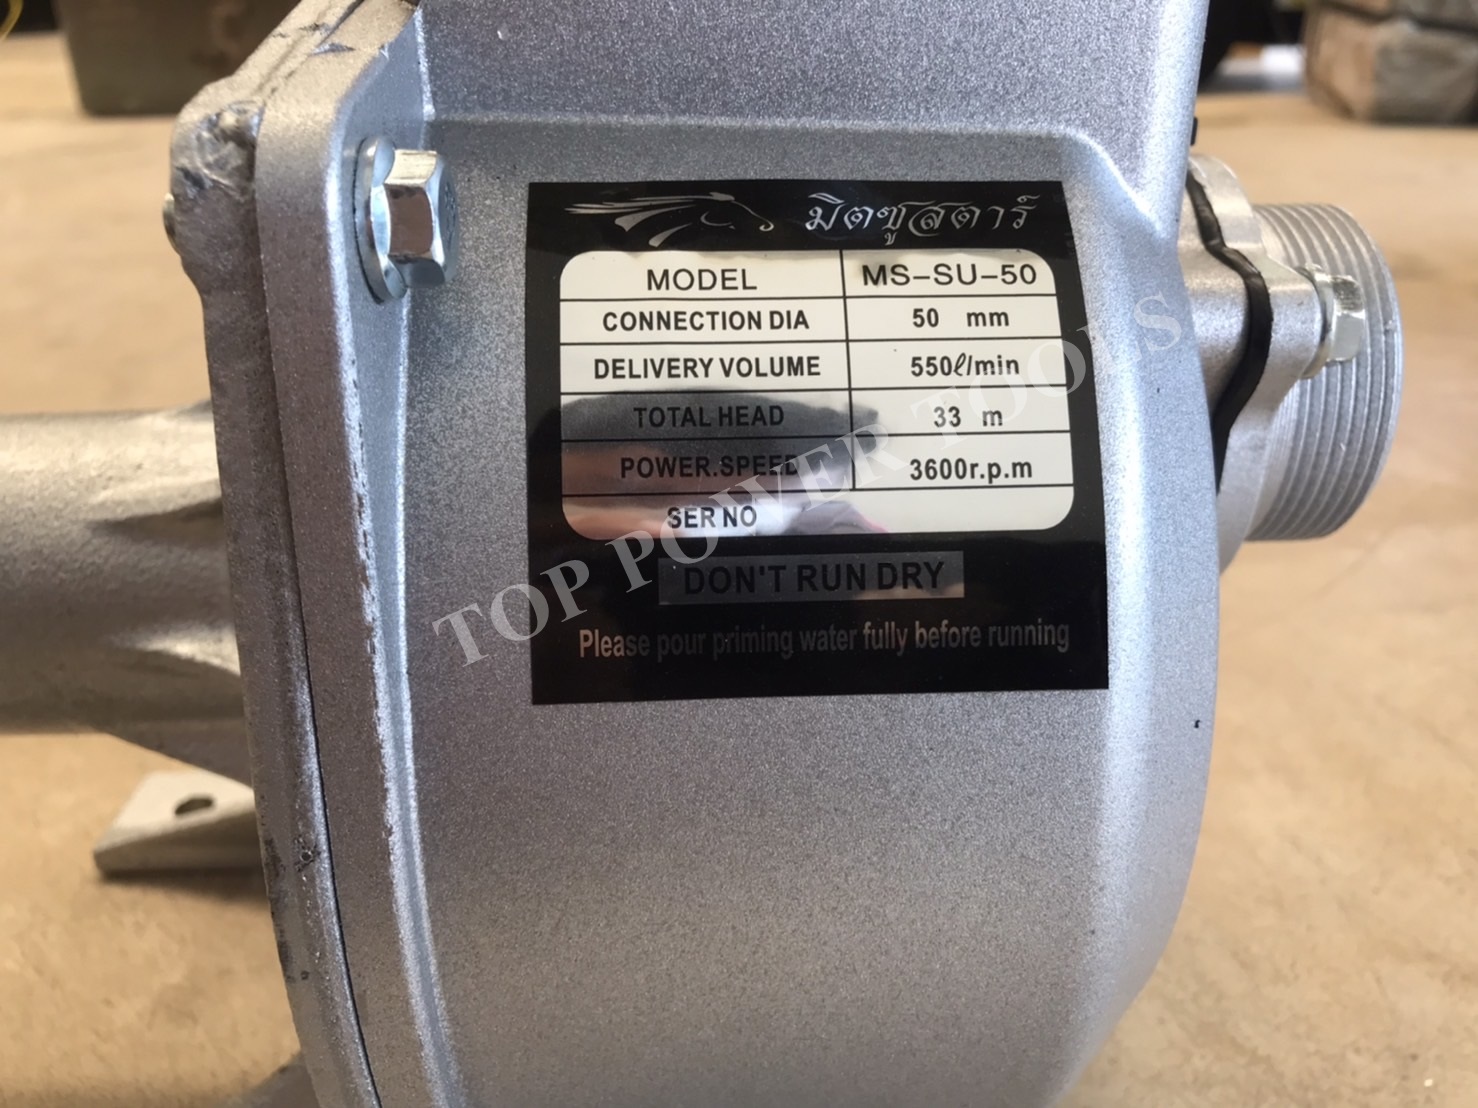 มิตซูสตาร์
MODEL MS-SU-50
CONNECTION DIA 50 mm
DELIVERY VOLUME 550ℓ/min
TOTAL HEAD 33 m
POWER.SPEED 3600r.p.m
SER NO
DON'T RUN DRY
Please pour priming water fully before running
TOP POWER TOOLS